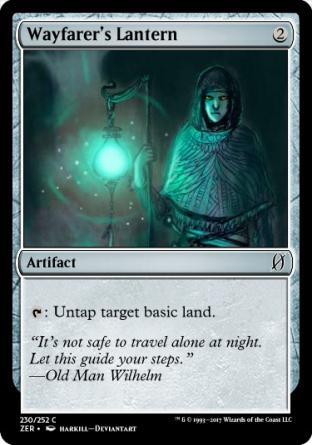 Wayfarer's Lantern 2
Artifact
: Untap target basic land.
"It's not safe to travel alone at night.
Let this guide your steps."
—Old Man Wilhelm
230/252 C
ZER • HARKILL—DEVIANTART
™ & © 1993–2017 Wizards of the Coast LLC